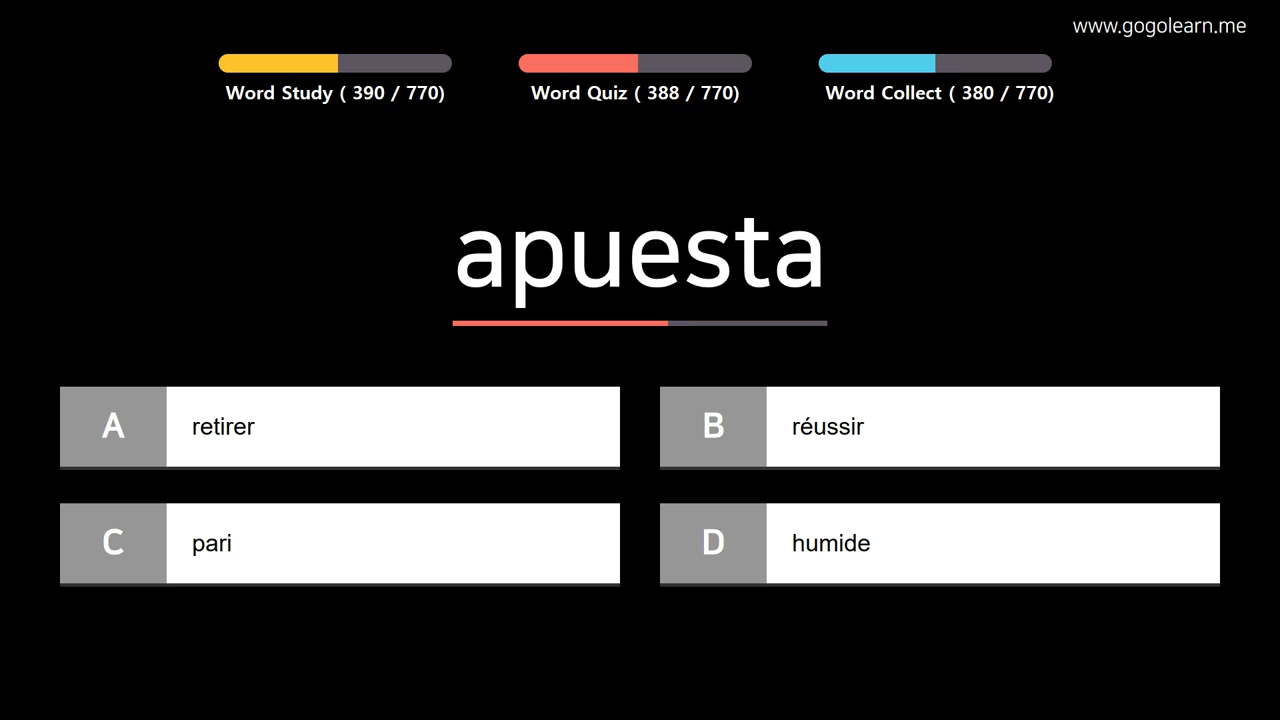 www.gogolearn.me
Word Study ( 390 / 770)
Word Quiz ( 388 / 770)
Word Collect ( 380 / 770)
apuesta
A retirer
B réussir
C pari
D humide